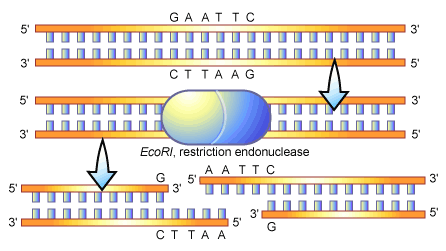 G A A T T C
5' 3'
3' 5'
C T T A A G
5' 3'
3' 5'
EcoRI, restriction endonuclease
G A A T T C
5' 3' 5' 3'
3' 5' 3' 5'
C T T A A G